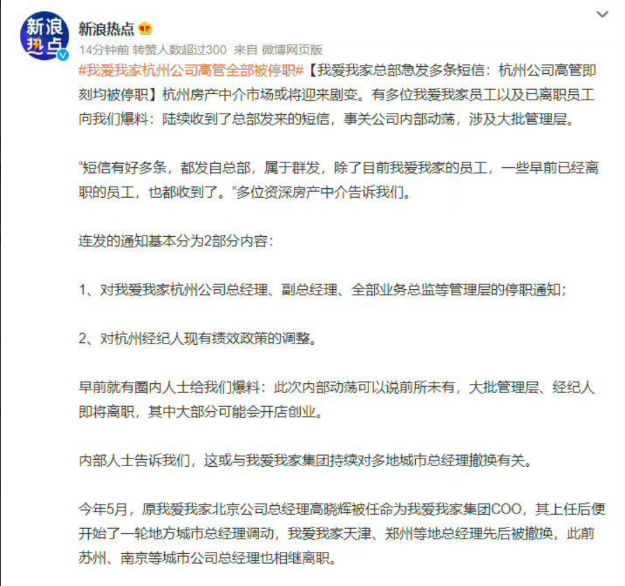 新浪
热点
新浪热点
14分钟前 转赞人数超过300 来自 微博网页版
#我爱我家杭州公司高管全部被停职#【我爱我家总部急发多条短信：杭州公司高管即
刻均被停职】杭州房产中介市场或将迎来剧变。有多位我爱我家员工以及已离职员工
向我们爆料：陆续收到了总部发来的短信，事关公司内部动荡，涉及大批管理层。
“短信有好多条，都发自总部，属于群发，除了目前我爱我家的员工，一些早前已经离
职的员工，也都收到了。”多位资深房产中介告诉我们。
连发的通知基本分为2部分内容：
1、对我爱我家杭州公司总经理、副总经理、全部业务总监等管理层的停职通知；
2、对杭州经纪人现有绩效政策的调整。
早前就有圈内人士给我们爆料：此次内部动荡可以说前所未有，大批管理层、经纪人
即将离职，其中大部分可能会开店创业。
内部人士告诉我们，这或与我爱我家集团持续对多地城市总经理撤换有关。
今年5月，原我爱我家北京公司总经理高晓辉被任命为我爱我家集团COO，其上任后便
开始了一轮地方城市总经理调动，我爱我家天津、郑州等地总经理先后被撤换，此前
苏州、南京等城市公司总经理也相继离职。